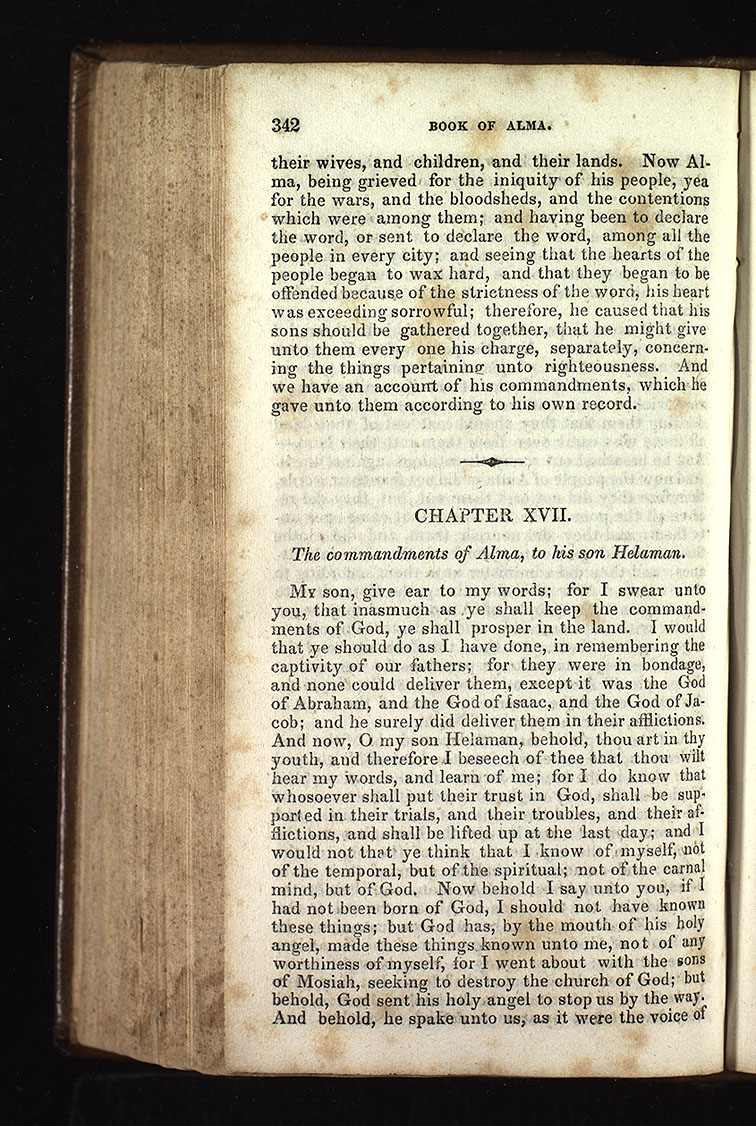 342 BOOK OF ALMA.
their wives, and children, and their lands. Now Al-
ma, being grieved for the iniquity of his people, yea
for the wars, and the bloodsheds, and the contentions
which were among them; and having been to declare
the word, or sent to declare the word, among all the
people in every city; and seeing that the hearts of the
people began to wax hard, and that they began to be
offended because of the strictness of the word, his heart
was exceeding sorrowful; therefore, he caused that his
sons should be gathered together, that he might give
unto them every one his charge, separately, concern-
ing the things pertaining unto righteousness. And
we have an account of his commandments, which he
gave unto them according to his own record.
CHAPTER XVII.
The commandments of Alma, to his son Helaman.
My son, give ear to my words; for I swear unto
you, that inasmuch as ye shall keep the command-
ments of God, ye shall prosper in the land. I would
that ye should do as I have done, in remembering the
captivity of our fathers; for they were in bondage,
and none could deliver them, except it was the God
of Abraham, and the God of Isaac, and the God of Ja-
cob; and he surely did deliver them in their afflictions.
And now, O my son Helaman, behold, thou art in thy
youth, and therefore I beseech of thee that thou wilt
hear my words, and learn of me; for I do know that
whosoever shall put their trust in God, shall be sup-
ported in their trials, and their troubles, and their af-
flictions, and shall be lifted up at the last day; and I
would not that ye think that I know of myself, not
of the temporal, but of the spiritual; not of the carnal
mind, but of God. Now behold I say unto you, if I
had not been born of God, I should not have known
these things; but God has, by the mouth of his holy
angel, made these things known unto me, not of any
worthiness of myself, for I went about with the sons
of Mosiah, seeking to destroy the church of God; but
behold, God sent his holy angel to stop us by the way.
And behold, he spake unto us, as it were the voice of